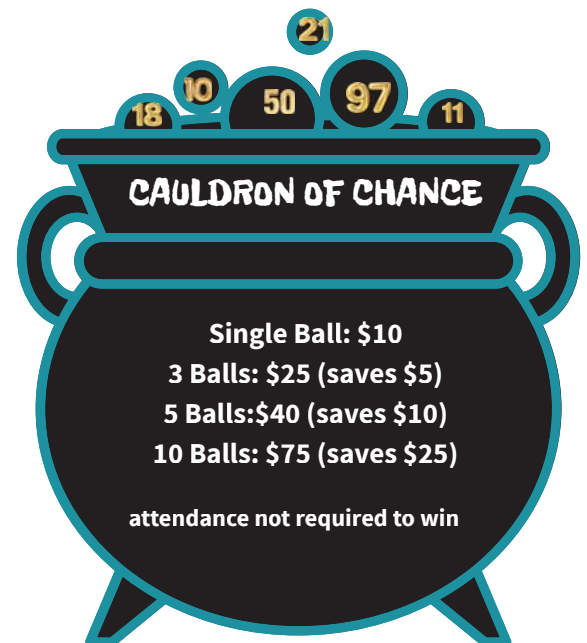 21
10
50
97
18
11
CAULDRON OF CHANCE
Single Ball: $10
3 Balls: $25 (saves $5)
5 Balls:$40 (saves $10)
10 Balls: $75 (saves $25)
attendance not required to win